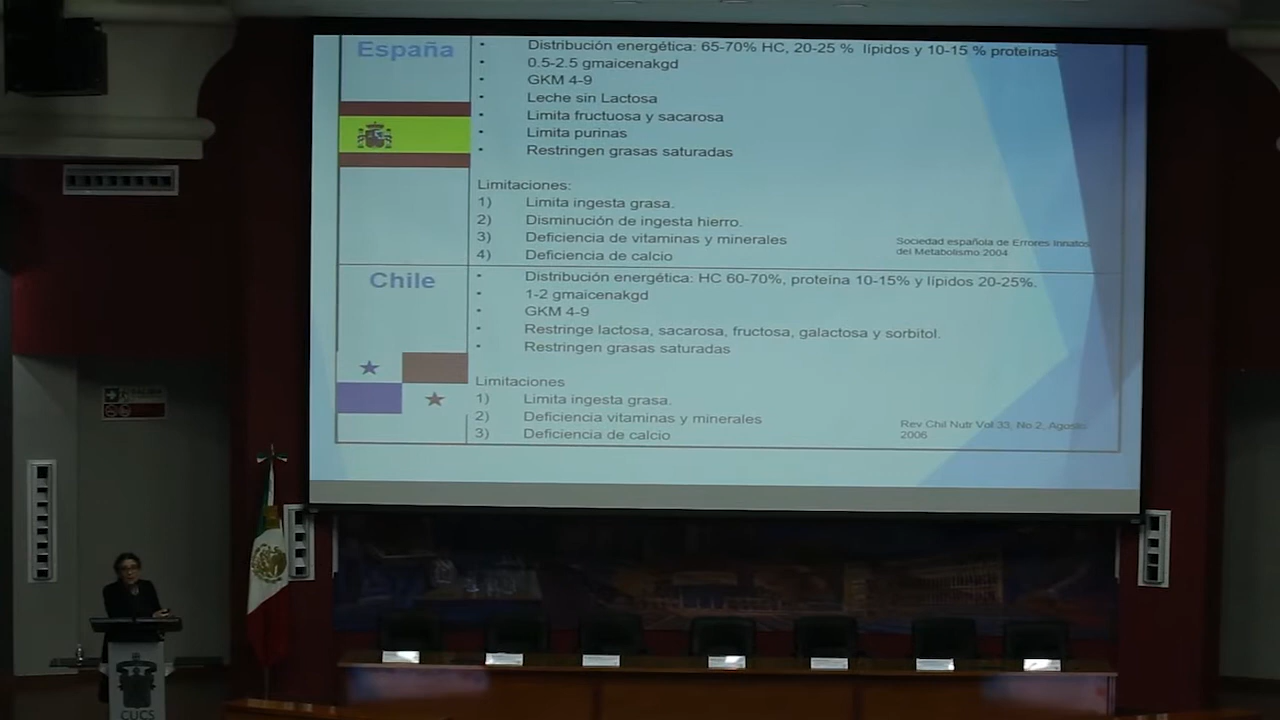 España
• Distribución energética: 65-70% HC, 20-25 % lípidos y 10-15 % proteínas
• 0.5-2.5 gmaicenakgd
• GKM 4-9
• Leche sin Lactosa
• Limita fructuosa y sacarosa
• Limita purinas
• Restringen grasas saturadas
Limitaciones:
1) Limita ingesta grasa.
2) Disminución de ingesta hierro.
3) Deficiencia de vitaminas y minerales
4) Deficiencia de calcio
Sociedad española de Errores Innatos
del Metabolismo 2004
Chile
• Distribución energética: HC 60-70%, proteína 10-15% y lípidos 20-25%.
• 1-2 gmaicenakgd
• GKM 4-9
• Restringe lactosa, sacarosa, fructosa, galactosa y sorbitol.
• Restringen grasas saturadas
Limitaciones
1) Limita ingesta grasa.
2) Deficiencia vitaminas y minerales
3) Deficiencia de calcio
Rev Chil Nutr Vol 33, No.2, Agosto
2006
CUCS